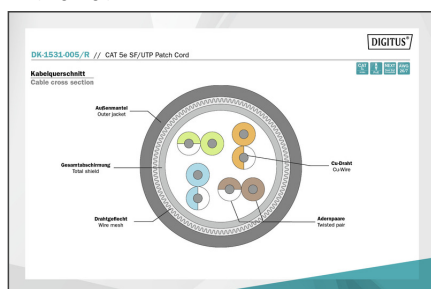 DIGITUS®
DK-1531-005/R // CAT 5e SF/UTP Patch Cord
Kabelquerschnitt
Cable cross section
Außenmantel
Outer jacket
Gesamtabschirmung
Total shield
Cu-Draht
Cu-Wire
Drahtgeflecht
Wire mesh
Aderspaare
Twisted pair